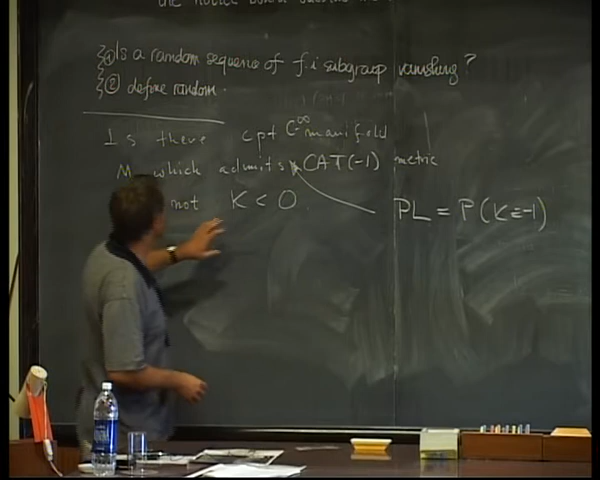 ① Is a random sequence of f.i subgroup vanishing?
② define random.
Is there cpt C^∞ manifold
M which admits CAT(-1) metric
not K < 0
PL = P(K≡-1)